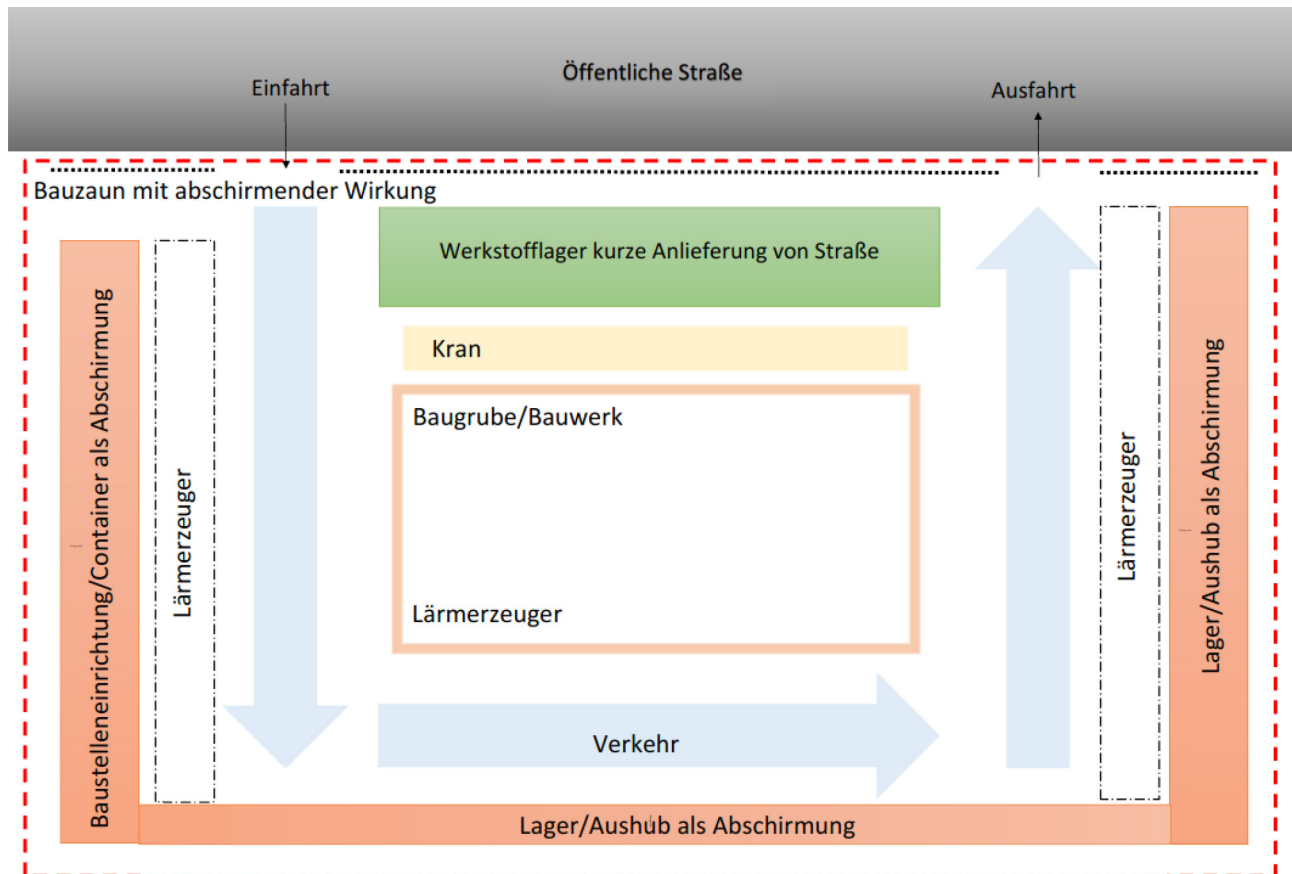 Öffentliche Straße
Einfahrt
Ausfahrt
Bauzaun mit abschirmender Wirkung
Werkstofflager kurze Anlieferung von Straße
Kran
Baugrube/Bauwerk
Lärmerzeuger
Baustelleneinrichtung/Container als Abschirmung
Lärmerzeuger
Lärmerzeuger
Lager/Aushub als Abschirmung
Verkehr
Lager/Aushub als Abschirmung